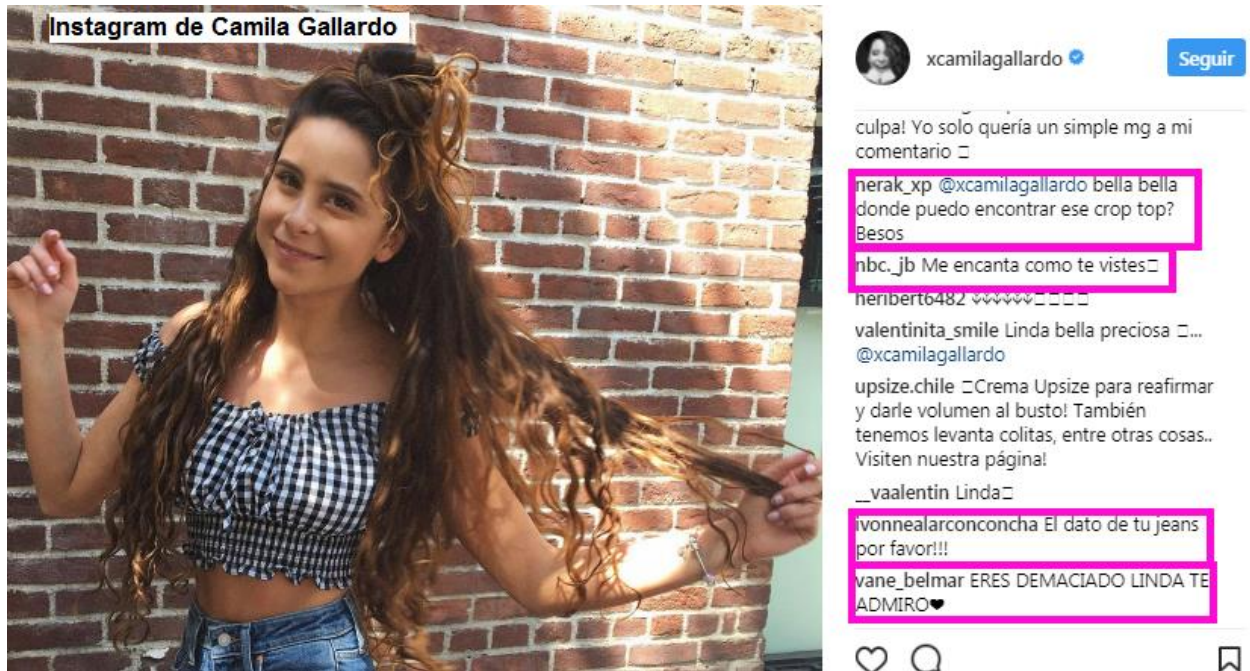 Instagram de Camila Gallardo
xcamilagallardo
Seguir
culpa! Yo solo quería un simple mg a mi
comentario □
nerak_xp @xcamilagallardo bella bella
donde puedo encontrar ese crop top?
Besos
nbc._jb Me encanta como te vistes□
heribert6482 ↓↓↓↓↓↓□□□□
valentinita_smile Linda bella preciosa □...
@xcamilagallardo
upsize.chile □Crema Upsize para reafirmar
y darle volumen al busto! También
tenemos levanta colitas, entre otras cosas..
Visiten nuestra página!
__vaalentin Linda□
ivonnealarconconcha El dato de tu jeans
por favor!!!
vane_belmar ERES DEMACIADO LINDA TE
ADMIRO♥